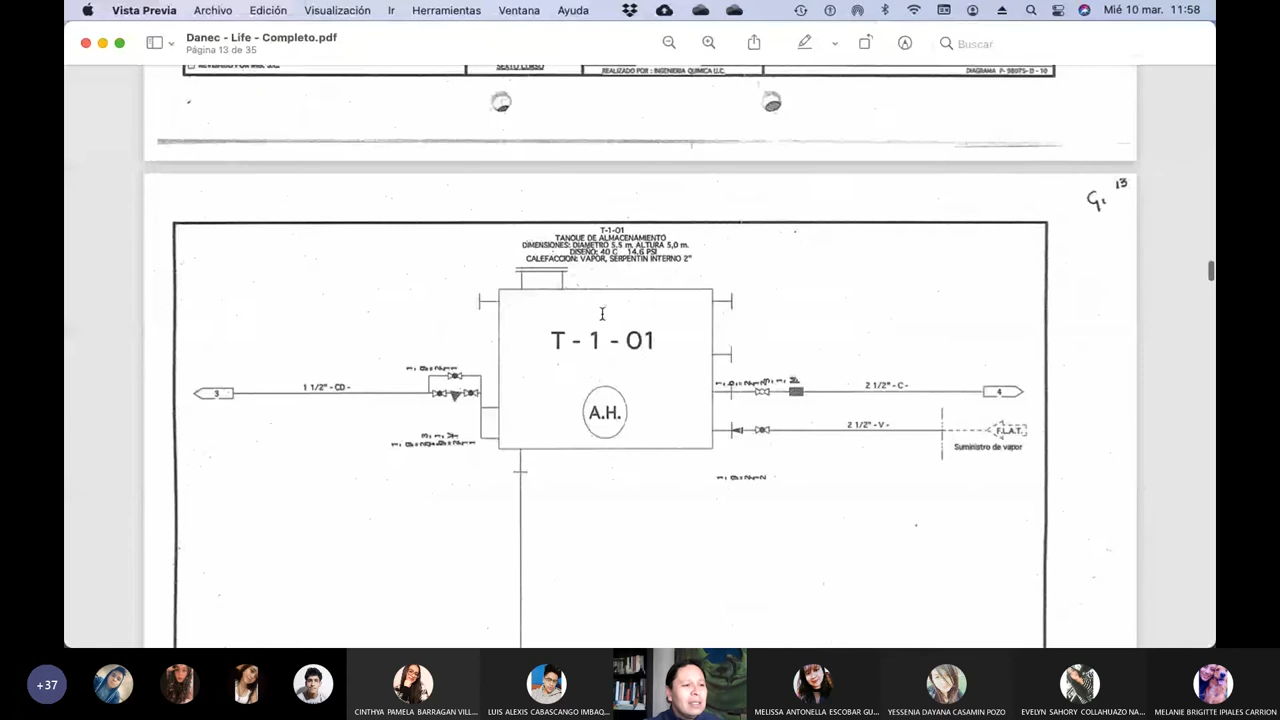 Vista Previa Archivo Edición Visualización Ir Herramientas Ventana Ayuda Mié 10 mar. 11:58
Danec - Life - Completo.pdf
Página 13 de 35
Buscar
SEXTO CURSO
REALIZADO POR : INGENIERIA QUIMICA U.C.
DIAGRAMA P- 98075-D - 10
13
G.
T-1-01
TANQUE DE ALMACENAMIENTO
DIMENSIONES: DIAMETRO 5,5 m. ALTURA 5,0 m.
DISEÑO: 40 C 14.6 PSI
CALEFACCION: VAPOR, SERPENTIN INTERNO 2"
T - 1 - 01
A.H.
3
1 1/2" - CD -
2 1/2" - C -
4
2 1/2" - V -
F.L.A.T.
Suministro de vapor
+37
CINTHYA PAMELA BARRAGAN VILL...
LUIS ALEXIS CABASCANGO IMBAQ...
MELISSA ANTONELLA ESCOBAR GU...
YESSENIA DAYANA CASAMIN POZO
EVELYN SAHORY COLLAHUAZO NA...
MELANIE BRIGITTE IPIALES CARRION